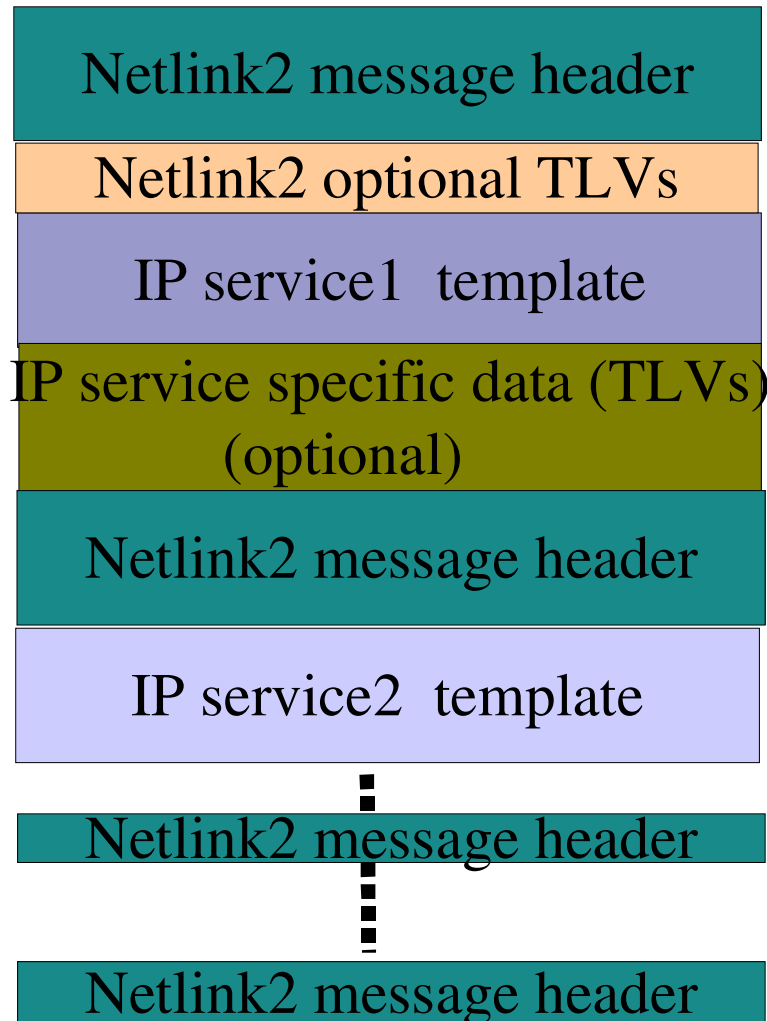 Netlink2 message header
Netlink2 optional TLVs
IP service1 template
IP service specific data (TLVs)
(optional)
Netlink2 message header
IP service2 template
Netlink2 message header
Netlink2 message header